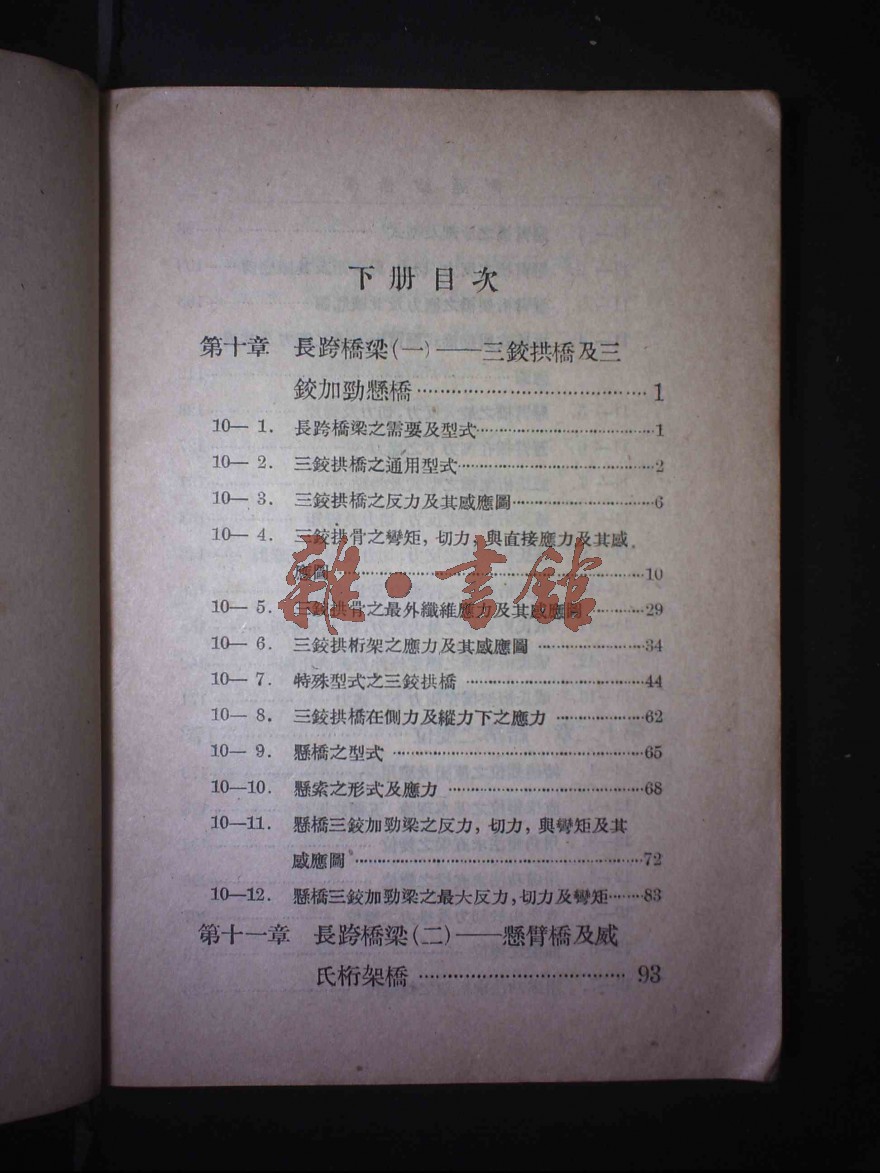 下册目次
第十章 長跨橋梁(一)——三鉸拱橋及三
鉸加勁懸橋……………………………1
10—1. 長跨橋梁之需要及型式……………………1
10—2. 三鉸拱橋之通用型式……………………2
10—3. 三鉸拱橋之反力及其感應圖………………6
10—4. 三鉸拱骨之彎矩,切力,與直接應力及其感
應圖……………………………………10
10—5. 三鉸拱骨之最外纖維應力及其感應圖………29
10—6. 三鉸拱桁架之應力及其感應圖……………34
10—7. 特殊型式之三鉸拱橋……………………44
10—8. 三鉸拱橋在側力及縱力下之應力…………62
10—9. 懸橋之型式……………………………65
10—10. 懸索之形式及應力……………………68
10—11. 懸橋三鉸加勁梁之反力,切力,與彎矩及其
感應圖…………………………………72
10—12. 懸橋三鉸加勁梁之最大反力,切力及彎矩……83
第十一章 長跨橋梁(二)——懸臂橋及威
氏桁架橋……………………………93
雜·書館